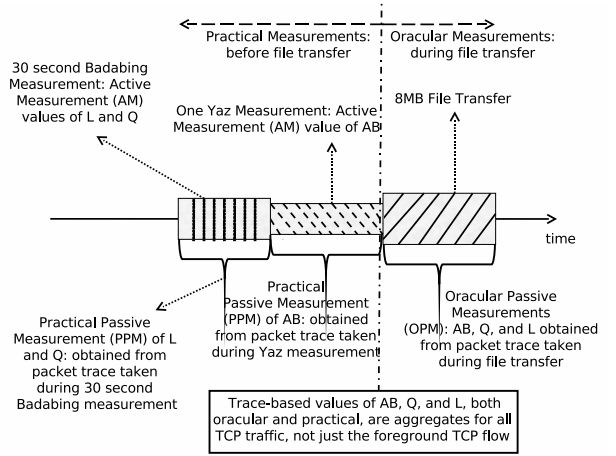 Practical Measurements:
before file transfer
Oracular Measurements:
during file transfer
30 second Badabing
Measurement: Active
Measurement (AM)
values of L and Q
One Yaz Measurement: Active
Measurement (AM) value of AB
8MB File Transfer
time
Practical Passive
Measurement (PPM) of L
and Q: obtained from
packet trace taken
during 30 second
Badabing measurement
Practical
Passive Measurement
(PPM) of AB: obtained
from packet trace taken
during Yaz measurement
Oracular Passive
Measurements
(OPM): AB, Q, and L obtained
from packet trace taken
during file transfer
Trace-based values of AB, Q, and L, both
oracular and practical, are aggregates for all
TCP traffic, not just the foreground TCP flow